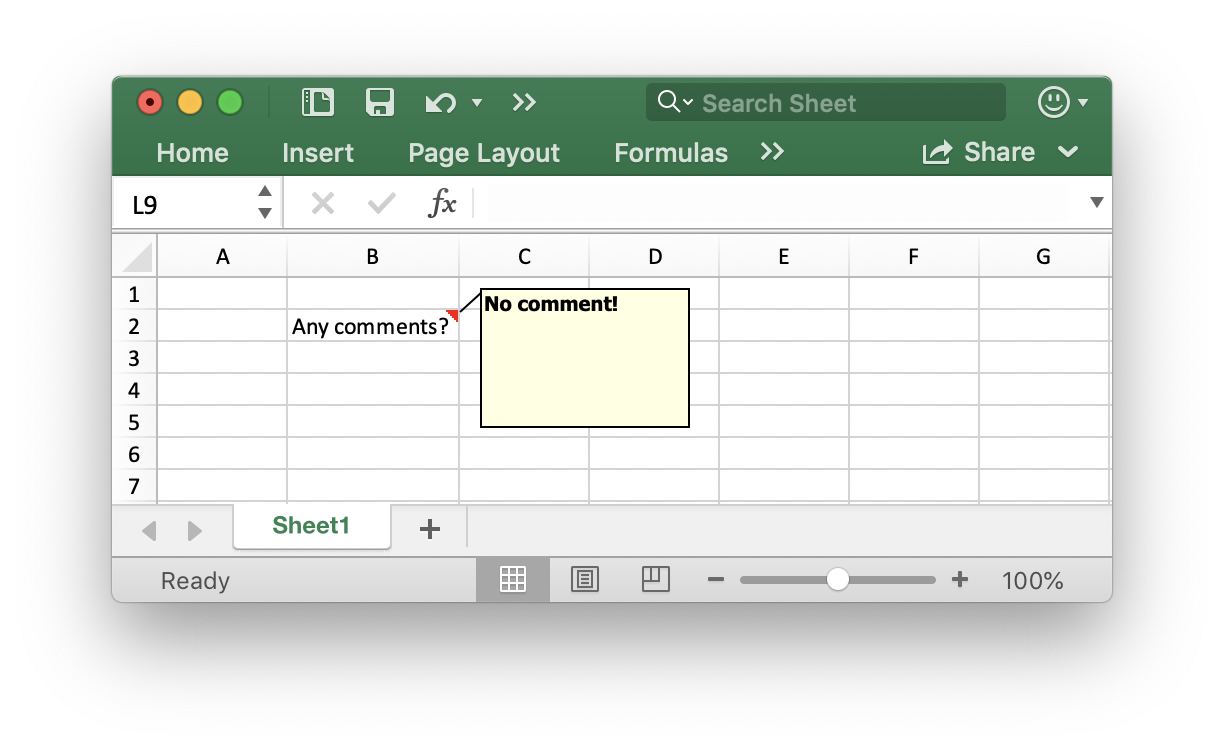 Search Sheet
Home Insert Page Layout Formulas Share
L9 fx
A B C D E F G
1
No comment!
2 Any comments?
3
4
5
6
7
Sheet1 +
Ready 100%